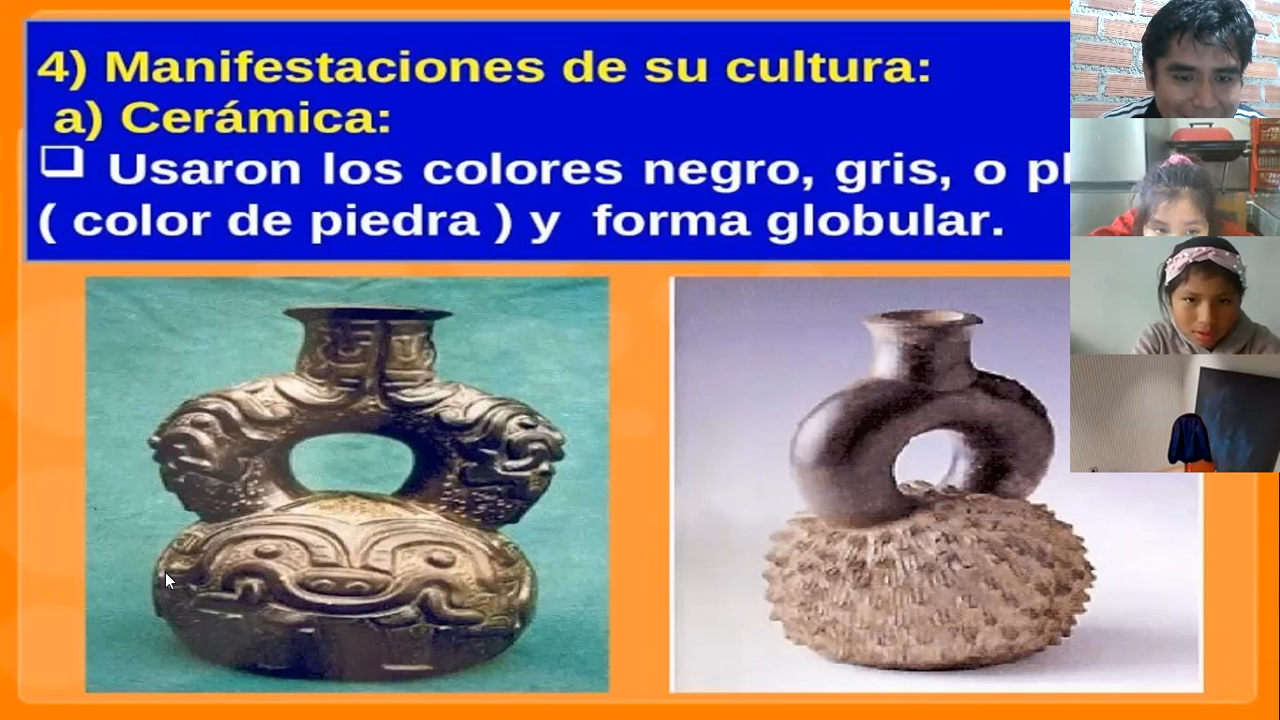 4) Manifestaciones de su cultura:
a) Cerámica:
❑ Usaron los colores negro, gris, o
( color de piedra ) y forma globular.